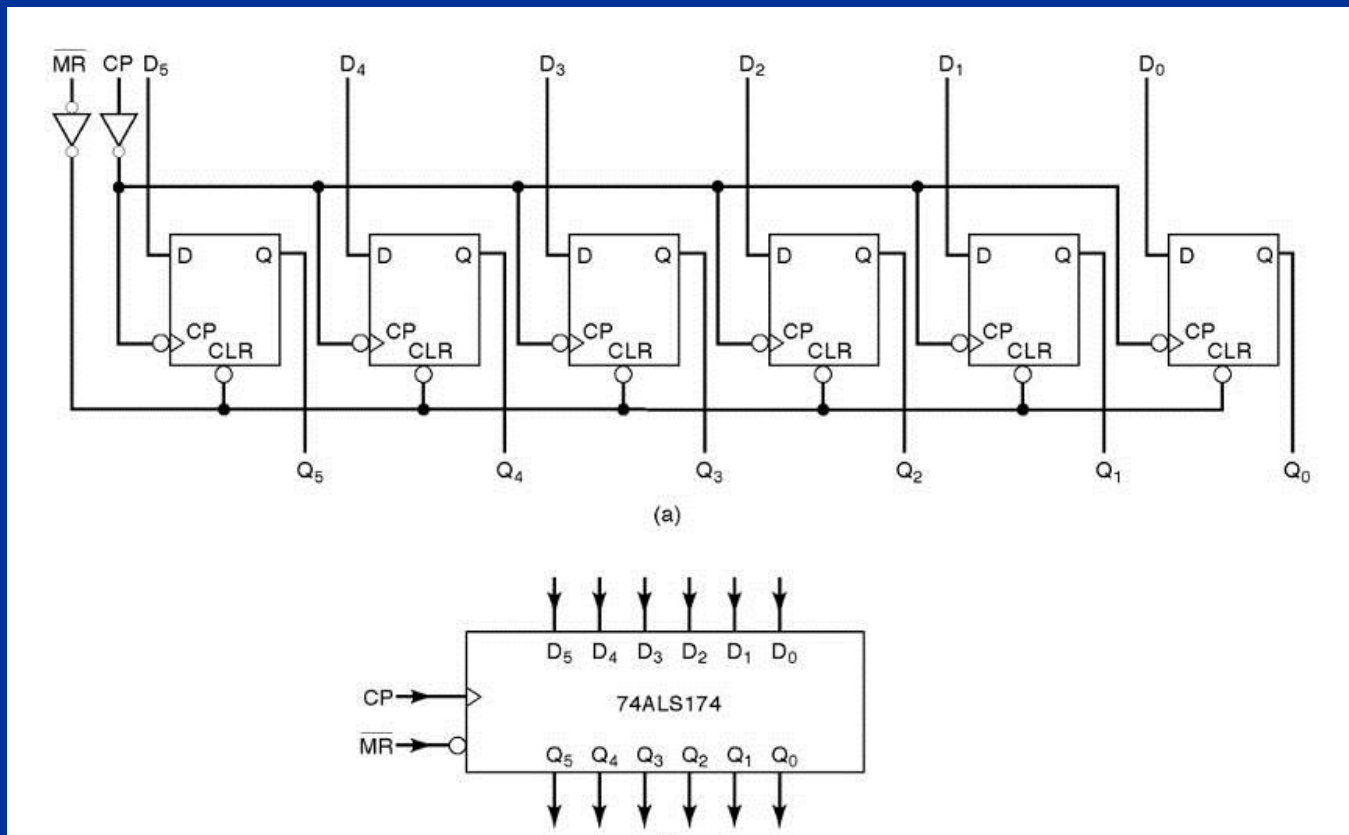 M̅R̅ CP D₅ D₄ D₃ D₂ D₁ D₀
D Q D Q D Q D Q D Q D Q
CP CP CP CP CP CP
CLR CLR CLR CLR CLR CLR
Q₅ Q₄ Q₃ Q₂ Q₁ Q₀
(a)
D₅ D₄ D₃ D₂ D₁ D₀
CP 74ALS174
M̅R̅ Q₅ Q₄ Q₃ Q₂ Q₁ Q₀